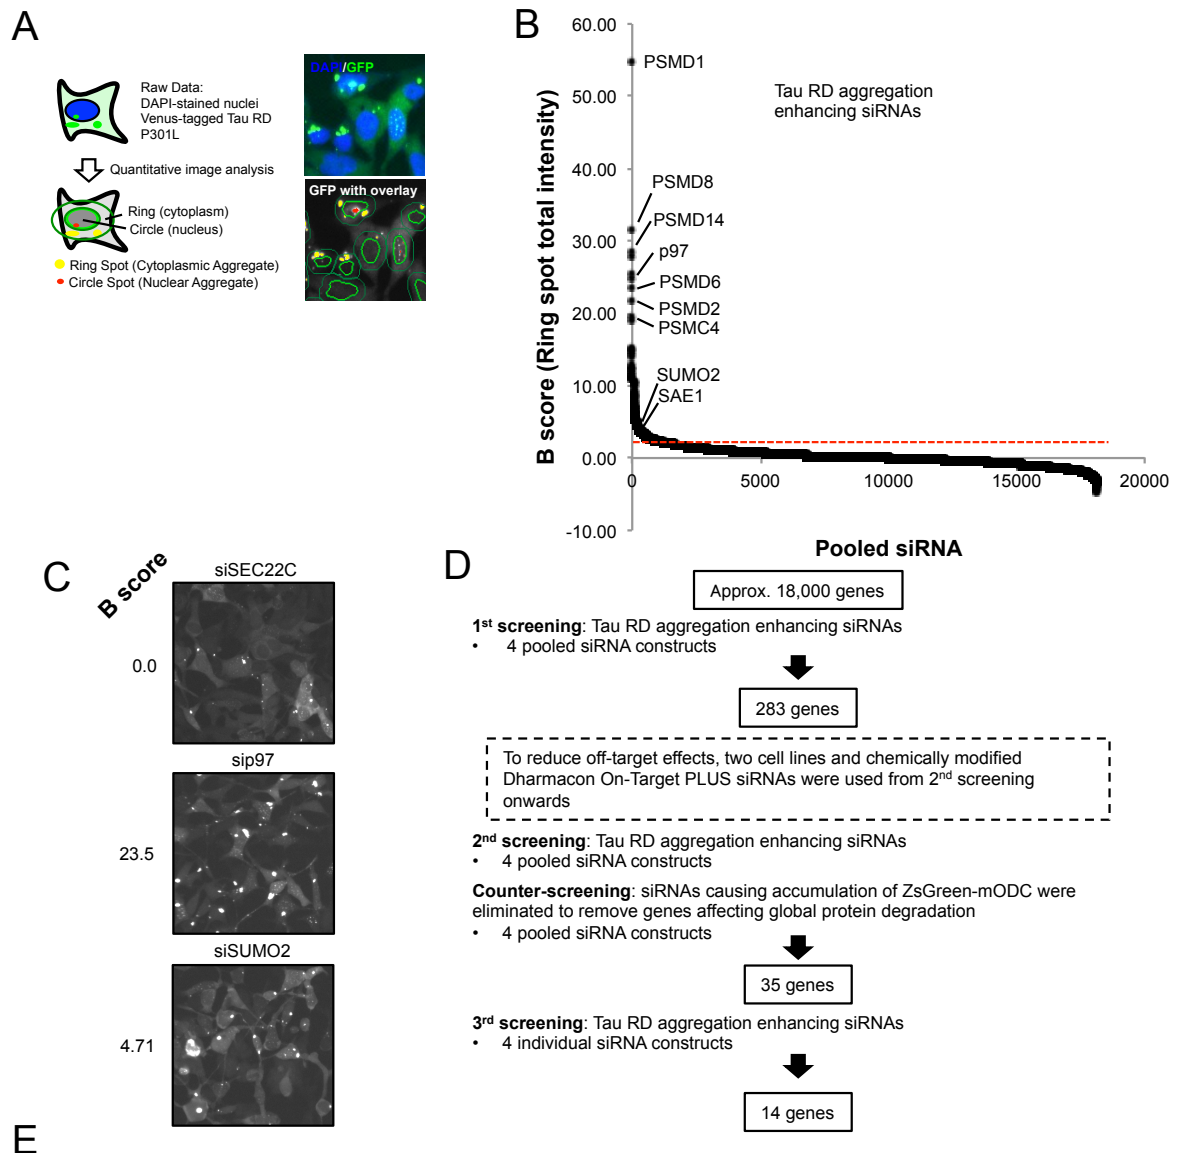 A
Raw Data:
DAPI-stained nuclei
Venus-tagged Tau RD
P301L
Quantitative image analysis
Ring (cytoplasm)
Circle (nucleus)
Ring Spot (Cytoplasmic Aggregate)
Circle Spot (Nuclear Aggregate)
DAPI/GFP
GFP with overlay
B
B score (Ring spot total intensity)
60.00
50.00
40.00
30.00
20.00
10.00
0.00
-10.00
PSMD1
Tau RD aggregation
enhancing siRNAs
PSMD8
PSMD14
p97
PSMD6
PSMD2
PSMC4
SUMO2
SAE1
0
5000
10000
15000
20000
Pooled siRNA
C
B score
siSEC22C
0.0
sip97
23.5
siSUMO2
4.71
D
Approx. 18,000 genes
1st screening: Tau RD aggregation enhancing siRNAs
• 4 pooled siRNA constructs
283 genes
To reduce off-target effects, two cell lines and chemically modified
Dharmacon On-Target PLUS siRNAs were used from 2nd screening
onwards
2nd screening: Tau RD aggregation enhancing siRNAs
• 4 pooled siRNA constructs
Counter-screening: siRNAs causing accumulation of ZsGreen-mODC were
eliminated to remove genes affecting global protein degradation
• 4 pooled siRNA constructs
35 genes
3rd screening: Tau RD aggregation enhancing siRNAs
• 4 individual siRNA constructs
14 genes
E